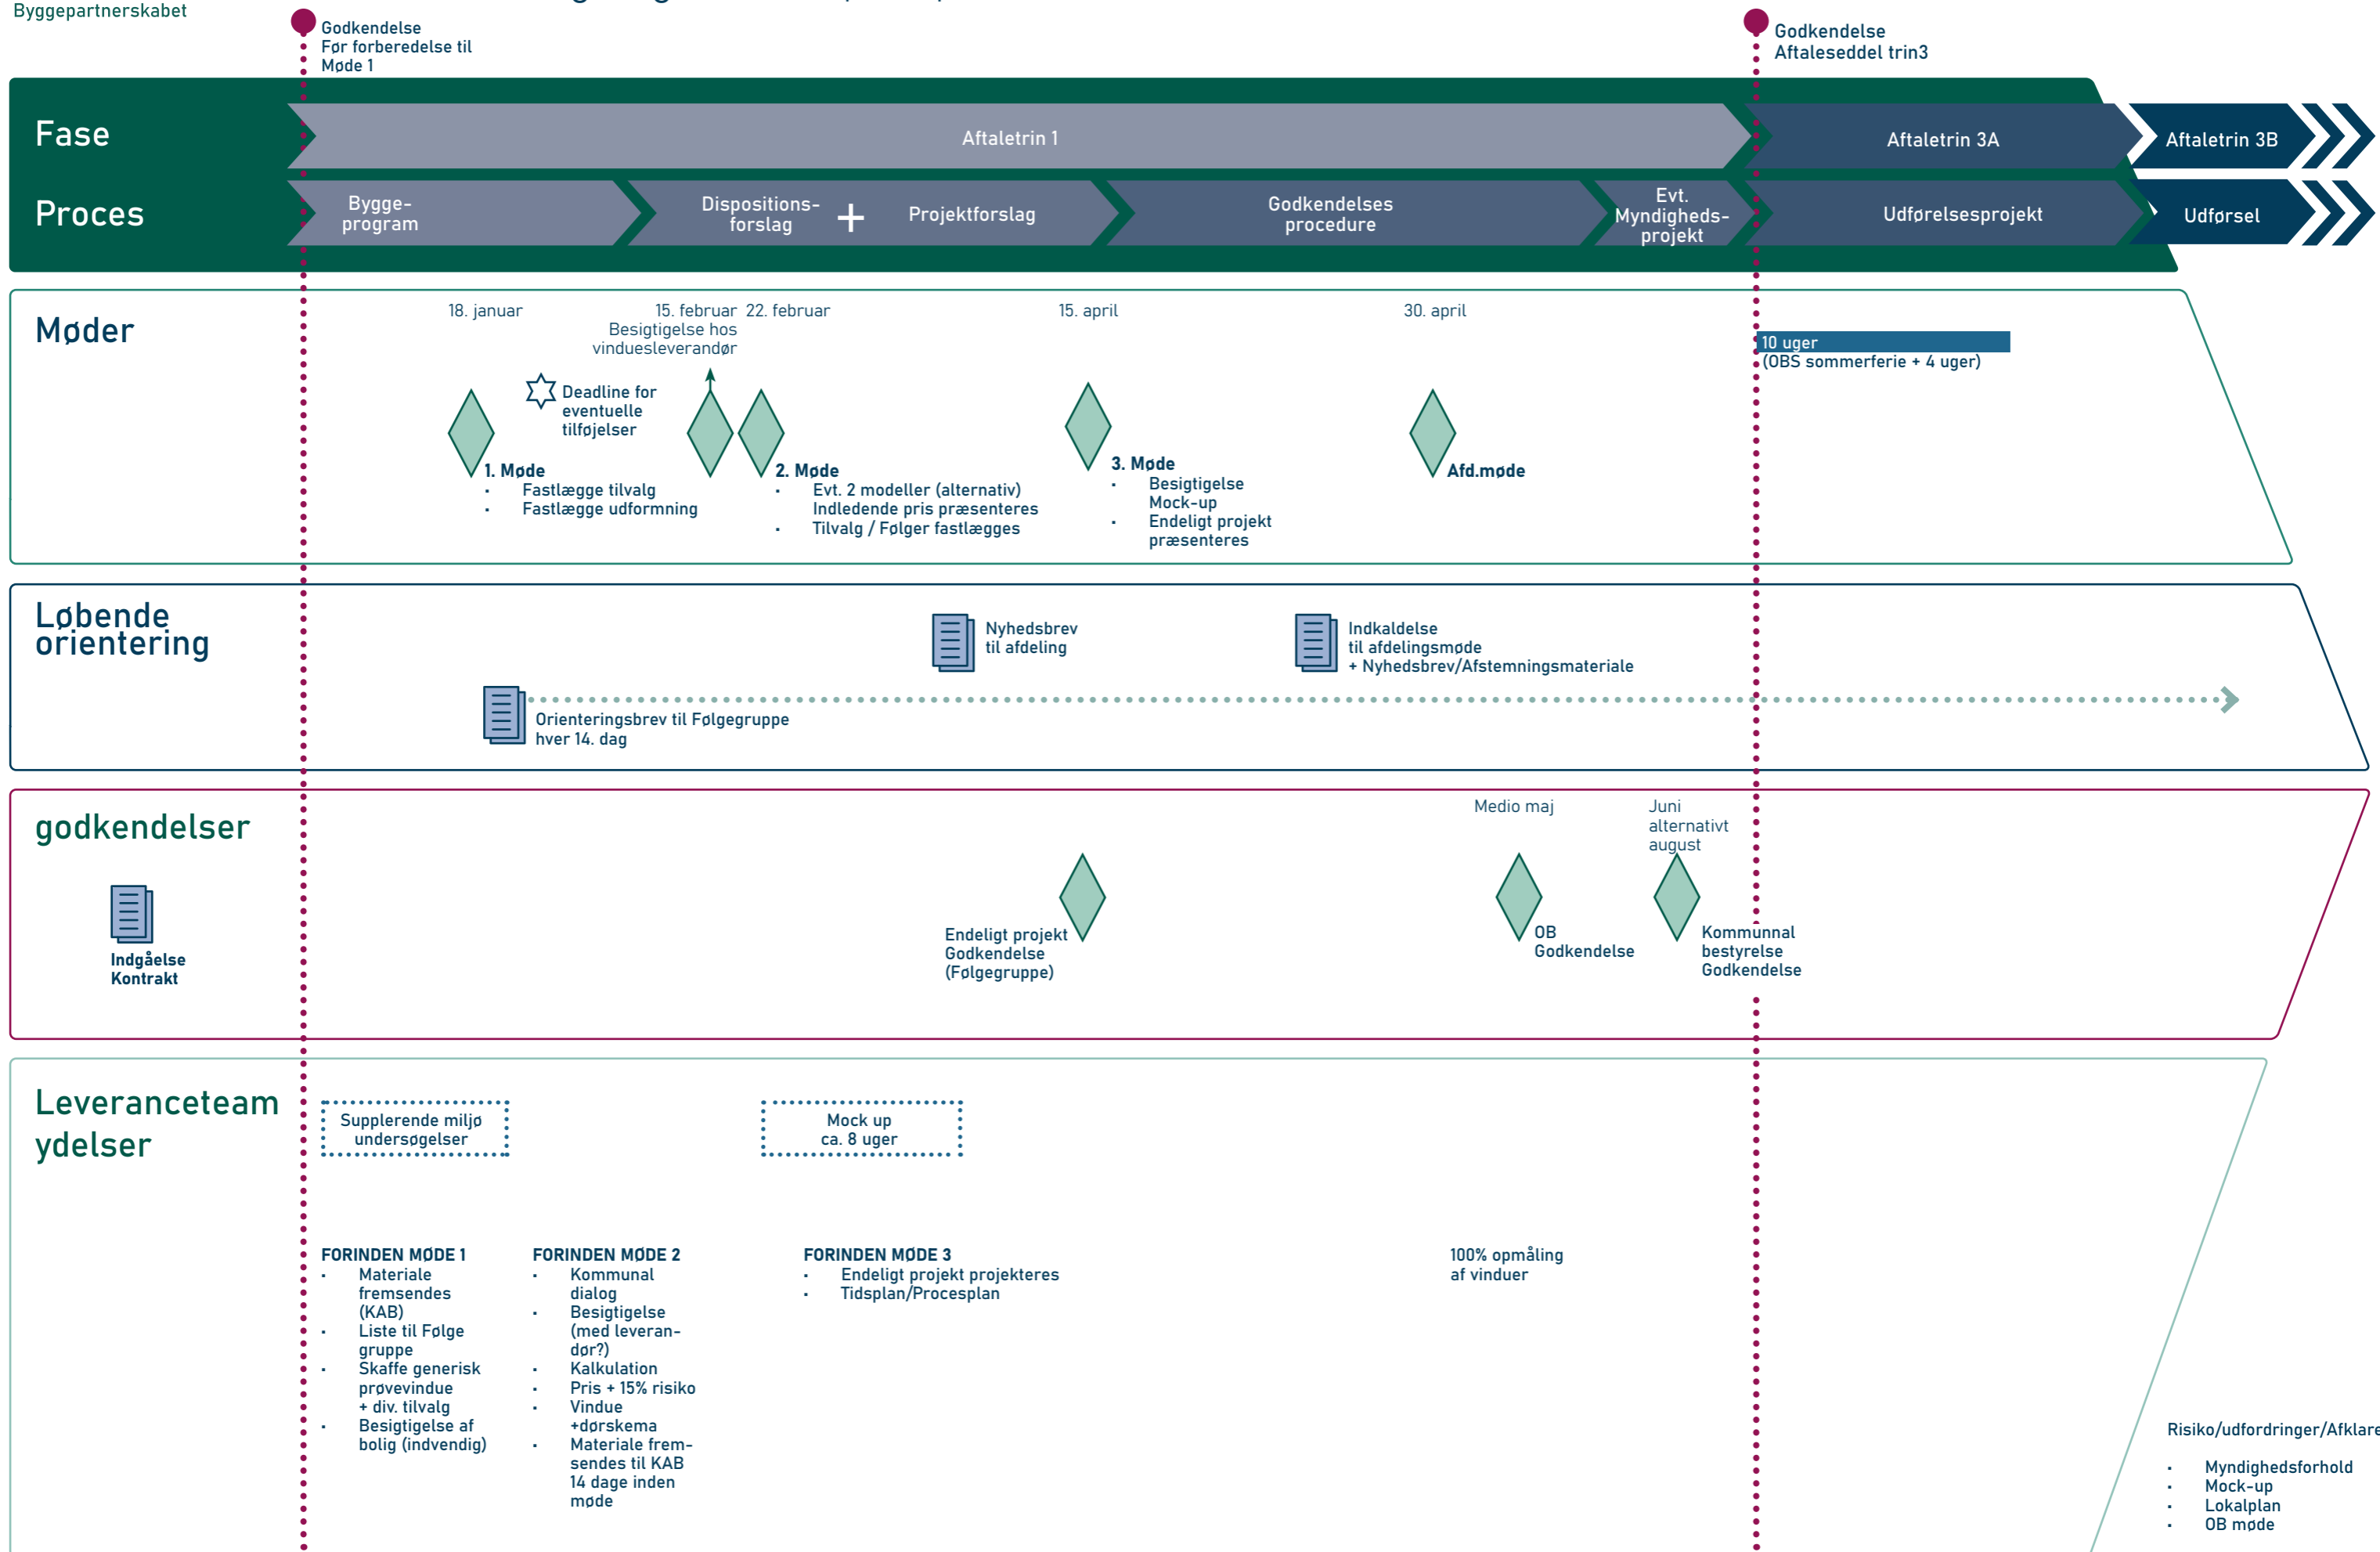 Byggepartnerskabet
Godkendelse
Før forberedelse til
Møde 1
Godkendelse
Aftaleseddel trin3
Fase
Aftaletrin 1
Aftaletrin 3A
Aftaletrin 3B
Proces
Bygge-
program
Dispositions-
forslag
+
Projektforslag
Godkendelses
procedure
Evt.
Myndigheds-
projekt
Udførelsesprojekt
Udførsel
Møder
18. januar
15. februar
Besigtigelse hos
vinduesleverandør
22. februar
15. april
30. april
10 uger
(OBS sommerferie + 4 uger)
Deadline for
eventuelle
tilføjelser
1. Møde
· Fastlægge tilvalg
· Fastlægge udformning
2. Møde
· Evt. 2 modeller (alternativ)
Indledende pris præsenteres
· Tilvalg / Følger fastlægges
3. Møde
· Besigtigelse
Mock-up
· Endeligt projekt
præsenteres
Afd.møde
Løbende
orientering
Nyhedsbrev
til afdeling
Indkaldelse
til afdelingsmøde
+ Nyhedsbrev/Afstemningsmateriale
Orienteringsbrev til Følgegruppe
hver 14. dag
godkendelser
Medio maj
Juni
alternativt
august
Indgåelse
Kontrakt
Endeligt projekt
Godkendelse
(Følgegruppe)
OB
Godkendelse
Kommunnal
bestyrelse
Godkendelse
Leveranceteam
ydelser
Supplerende miljø
undersøgelser
Mock up
ca. 8 uger
FORINDEN MØDE 1
· Materiale
fremsendes
(KAB)
· Liste til Følge
gruppe
· Skaffe generisk
prøvevindue
+ div. tilvalg
· Besigtigelse af
bolig (indvendig)
FORINDEN MØDE 2
· Kommunal
dialog
· Besigtigelse
(med leveran-
dør?)
· Kalkulation
· Pris + 15% risiko
· Vindue
+dørskema
· Materiale frem-
sendes til KAB
14 dage inden
møde
FORINDEN MØDE 3
· Endeligt projekt projekteres
· Tidsplan/Procesplan
100% opmåling
af vinduer
Risiko/udfordringer/Afklare
· Myndighedsforhold
· Mock-up
· Lokalplan
· OB møde